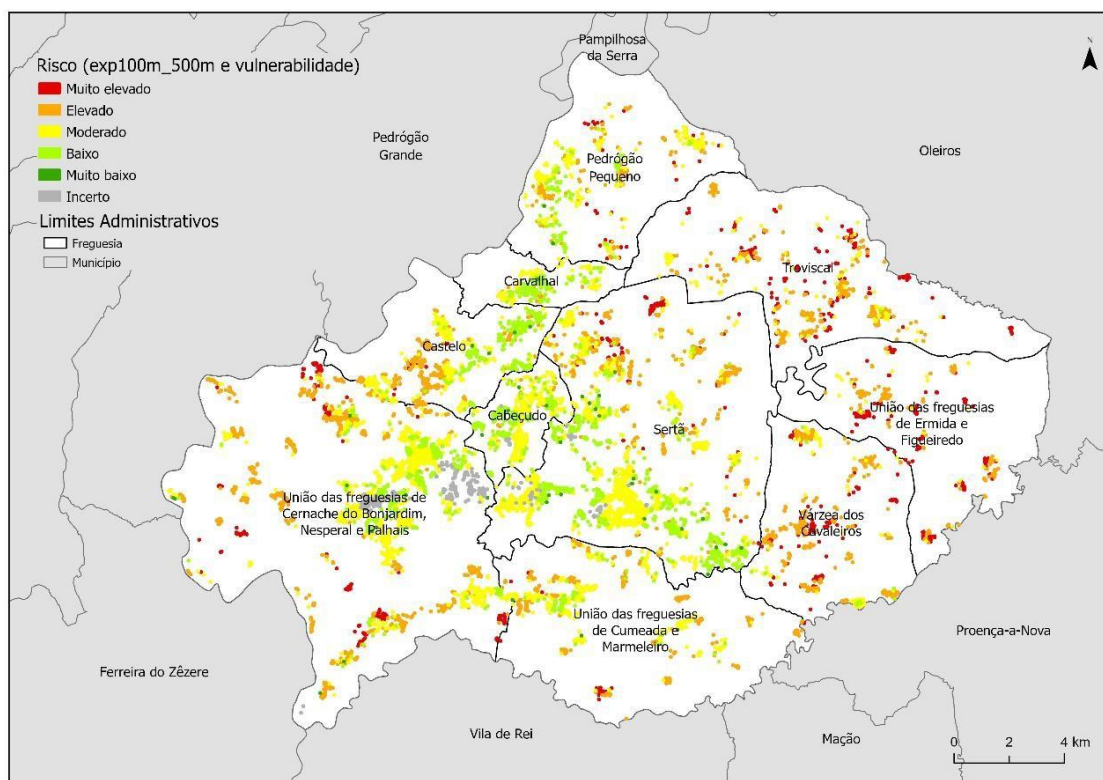 Pampilhosa
da Serra
N
Risco (exp100m_500m e vulnerabilidade)
Muito elevado
Elevado
Moderado
Baixo
Muito baixo
Incerto
Limites Administrativos
Freguesia
Município
Pedrógão
Grande
Oleiros
Pedrógão
Pequeno
Troviscal
Carvalhal
Castelo
Cabeçudo
Sertã
União das freguesias
de Ermida e
Figueiredo
União das freguesias de
Cernache do Bonjardim,
Nesperal e Palhais
Várzea dos
Cavaleiros
União das freguesias
de Cumeada e
Marmeleiro
Proença-a-Nova
Ferreira do Zêzere
Vila de Rei
Mação
0 2 4 km